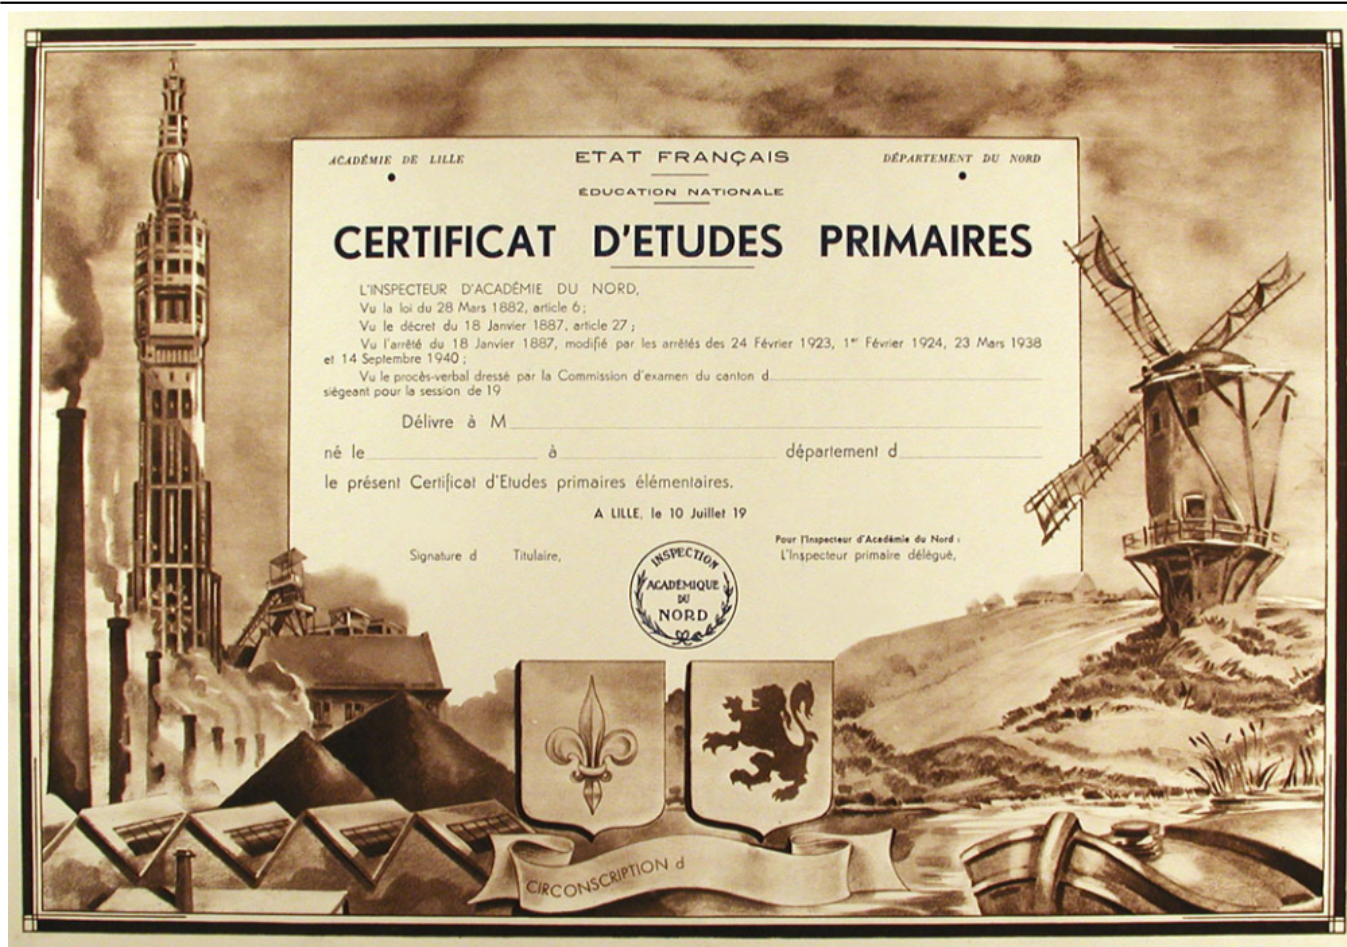 ACADÉMIE DE LILLE
ETAT FRANÇAIS
DÉPARTEMENT DU NORD
ÉDUCATION NATIONALE
CERTIFICAT D'ETUDES PRIMAIRES
L'INSPECTEUR D'ACADÉMIE DU NORD,
Vu la loi du 28 Mars 1882, article 6 ;
Vu le décret du 18 Janvier 1887, article 27 ;
Vu l'arrêté du 18 Janvier 1887, modifié par les arrêtés des 24 Février 1923, 1er Février 1924, 23 Mars 1938
et 14 Septembre 1940 ;
Vu le procès-verbal dressé par la Commission d'examen du canton d
siégeant pour la session de 19
Délivre à M
né le à département d
le présent Certificat d'Etudes primaires élémentaires.
A LILLE, le 10 Juillet 19
Pour l'Inspecteur d'Académie du Nord :
Signature d Titulaire,
L'Inspecteur primaire délégué,
INSPECTION
ACADÉMIQUE
DU
NORD
CIRCONSCRIPTION d